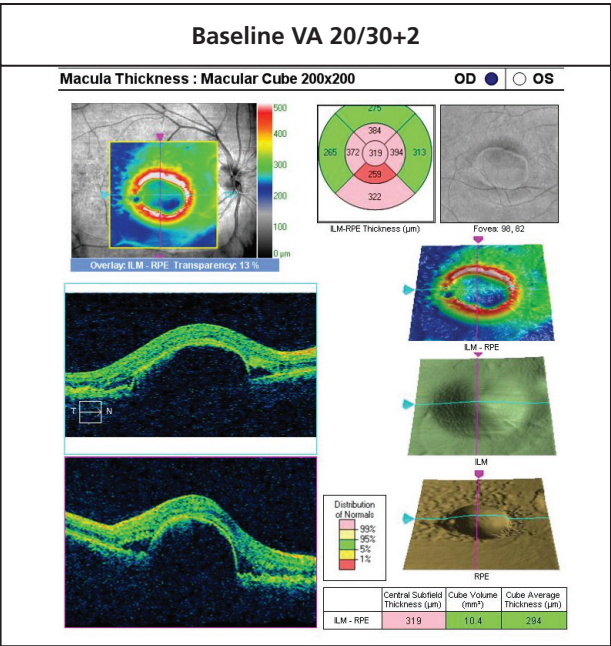 Baseline VA 20/30+2
Macula Thickness : Macular Cube 200x200 OD OS
500
400
300
200
100
0 µm
Overlay: ILM - RPE Transparency: 13 %
275
384
265 372 319 394 313
259
322
ILM-RPE Thickness (µm)
Fovea: 98, 82
ILM - RPE
T N
ILM
RPE
Distribution
of Normals
99%
95%
5%
1%
Central Subfield Thickness (µm) Cube Volume (mm³) Cube Average Thickness (µm)
ILM - RPE 319 10.4 294